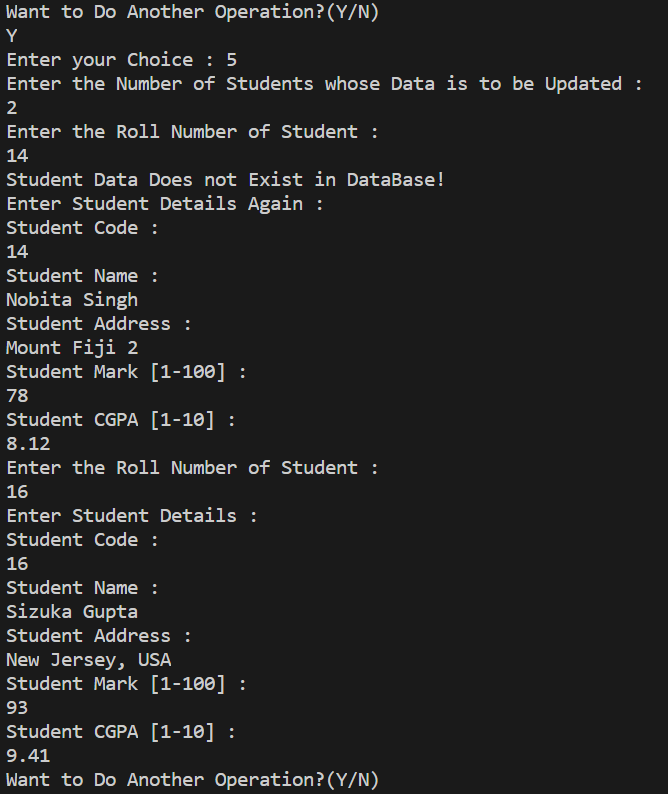 Want to Do Another Operation?(Y/N)
Y
Enter your Choice : 5
Enter the Number of Students whose Data is to be Updated :
2
Enter the Roll Number of Student :
14
Student Data Does not Exist in DataBase!
Enter Student Details Again :
Student Code :
14
Student Name :
Nobita Singh
Student Address :
Mount Fiji 2
Student Mark [1-100] :
78
Student CGPA [1-10] :
8.12
Enter the Roll Number of Student :
16
Enter Student Details :
Student Code :
16
Student Name :
Sizuka Gupta
Student Address :
New Jersey, USA
Student Mark [1-100] :
93
Student CGPA [1-10] :
9.41
Want to Do Another Operation?(Y/N)